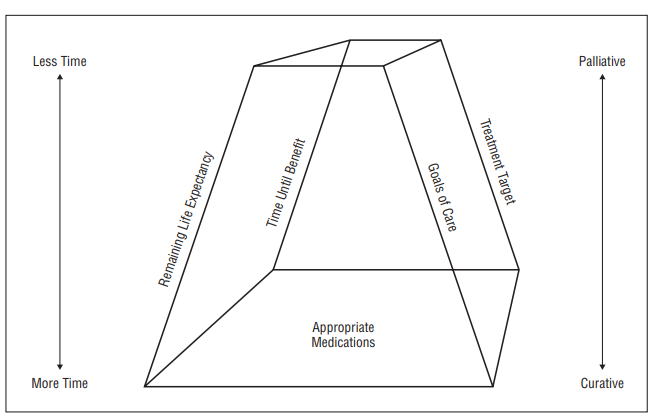 Less Time
Palliative
Remaining Life Expectancy
Time Until Benefit
Goals of Care
Treatment Target
Appropriate
Medications
More Time
Curative